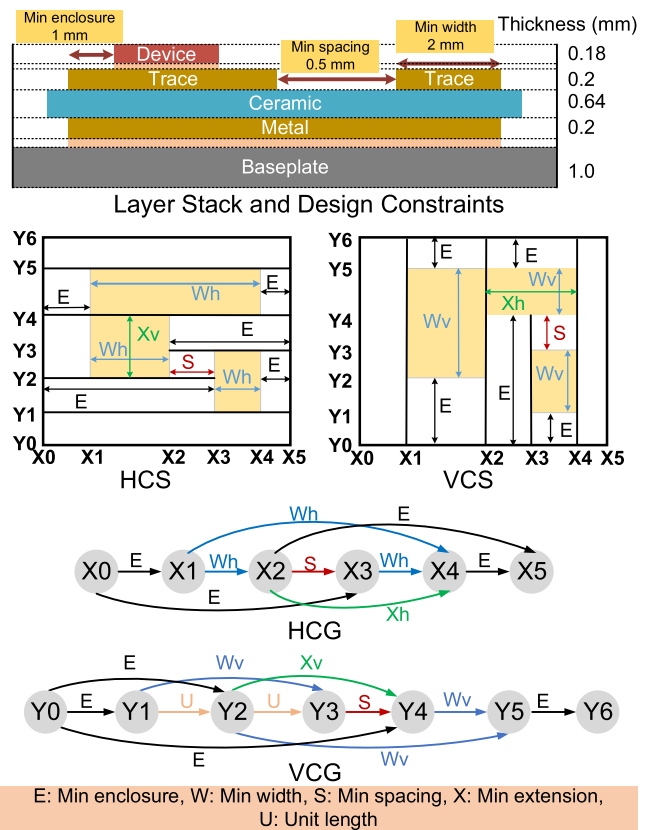 Min enclosure
1 mm
Min spacing
0.5 mm
Min width
2 mm
Thickness (mm)
Device
0.18
Trace
Trace
0.2
Ceramic
0.64
Metal
0.2
Baseplate
1.0
Layer Stack and Design Constraints
Y6
Y5
E
Wh
E
Y4
Wh
Xv
E
Y3
S
Y2
Wh
E
E
Y1
Y0
X0 X1 X2 X3 X4 X5
HCS
Y6
E
E
Y5
Wv
Wv
Xh
Y4
S
Y3
Y2
Wv
E
E
Y1
E
Y0
X0 X1 X2 X3 X4 X5
VCS
Wh
E
X0 E X1 Wh X2 S X3 Wh X4 E X5
E
Xh
HCG
E
Wv
Xv
Y0 E Y1 U Y2 U Y3 S Y4 Wv Y5 E Y6
E
Wv
VCG
E: Min enclosure, W: Min width, S: Min spacing, X: Min extension,
U: Unit length